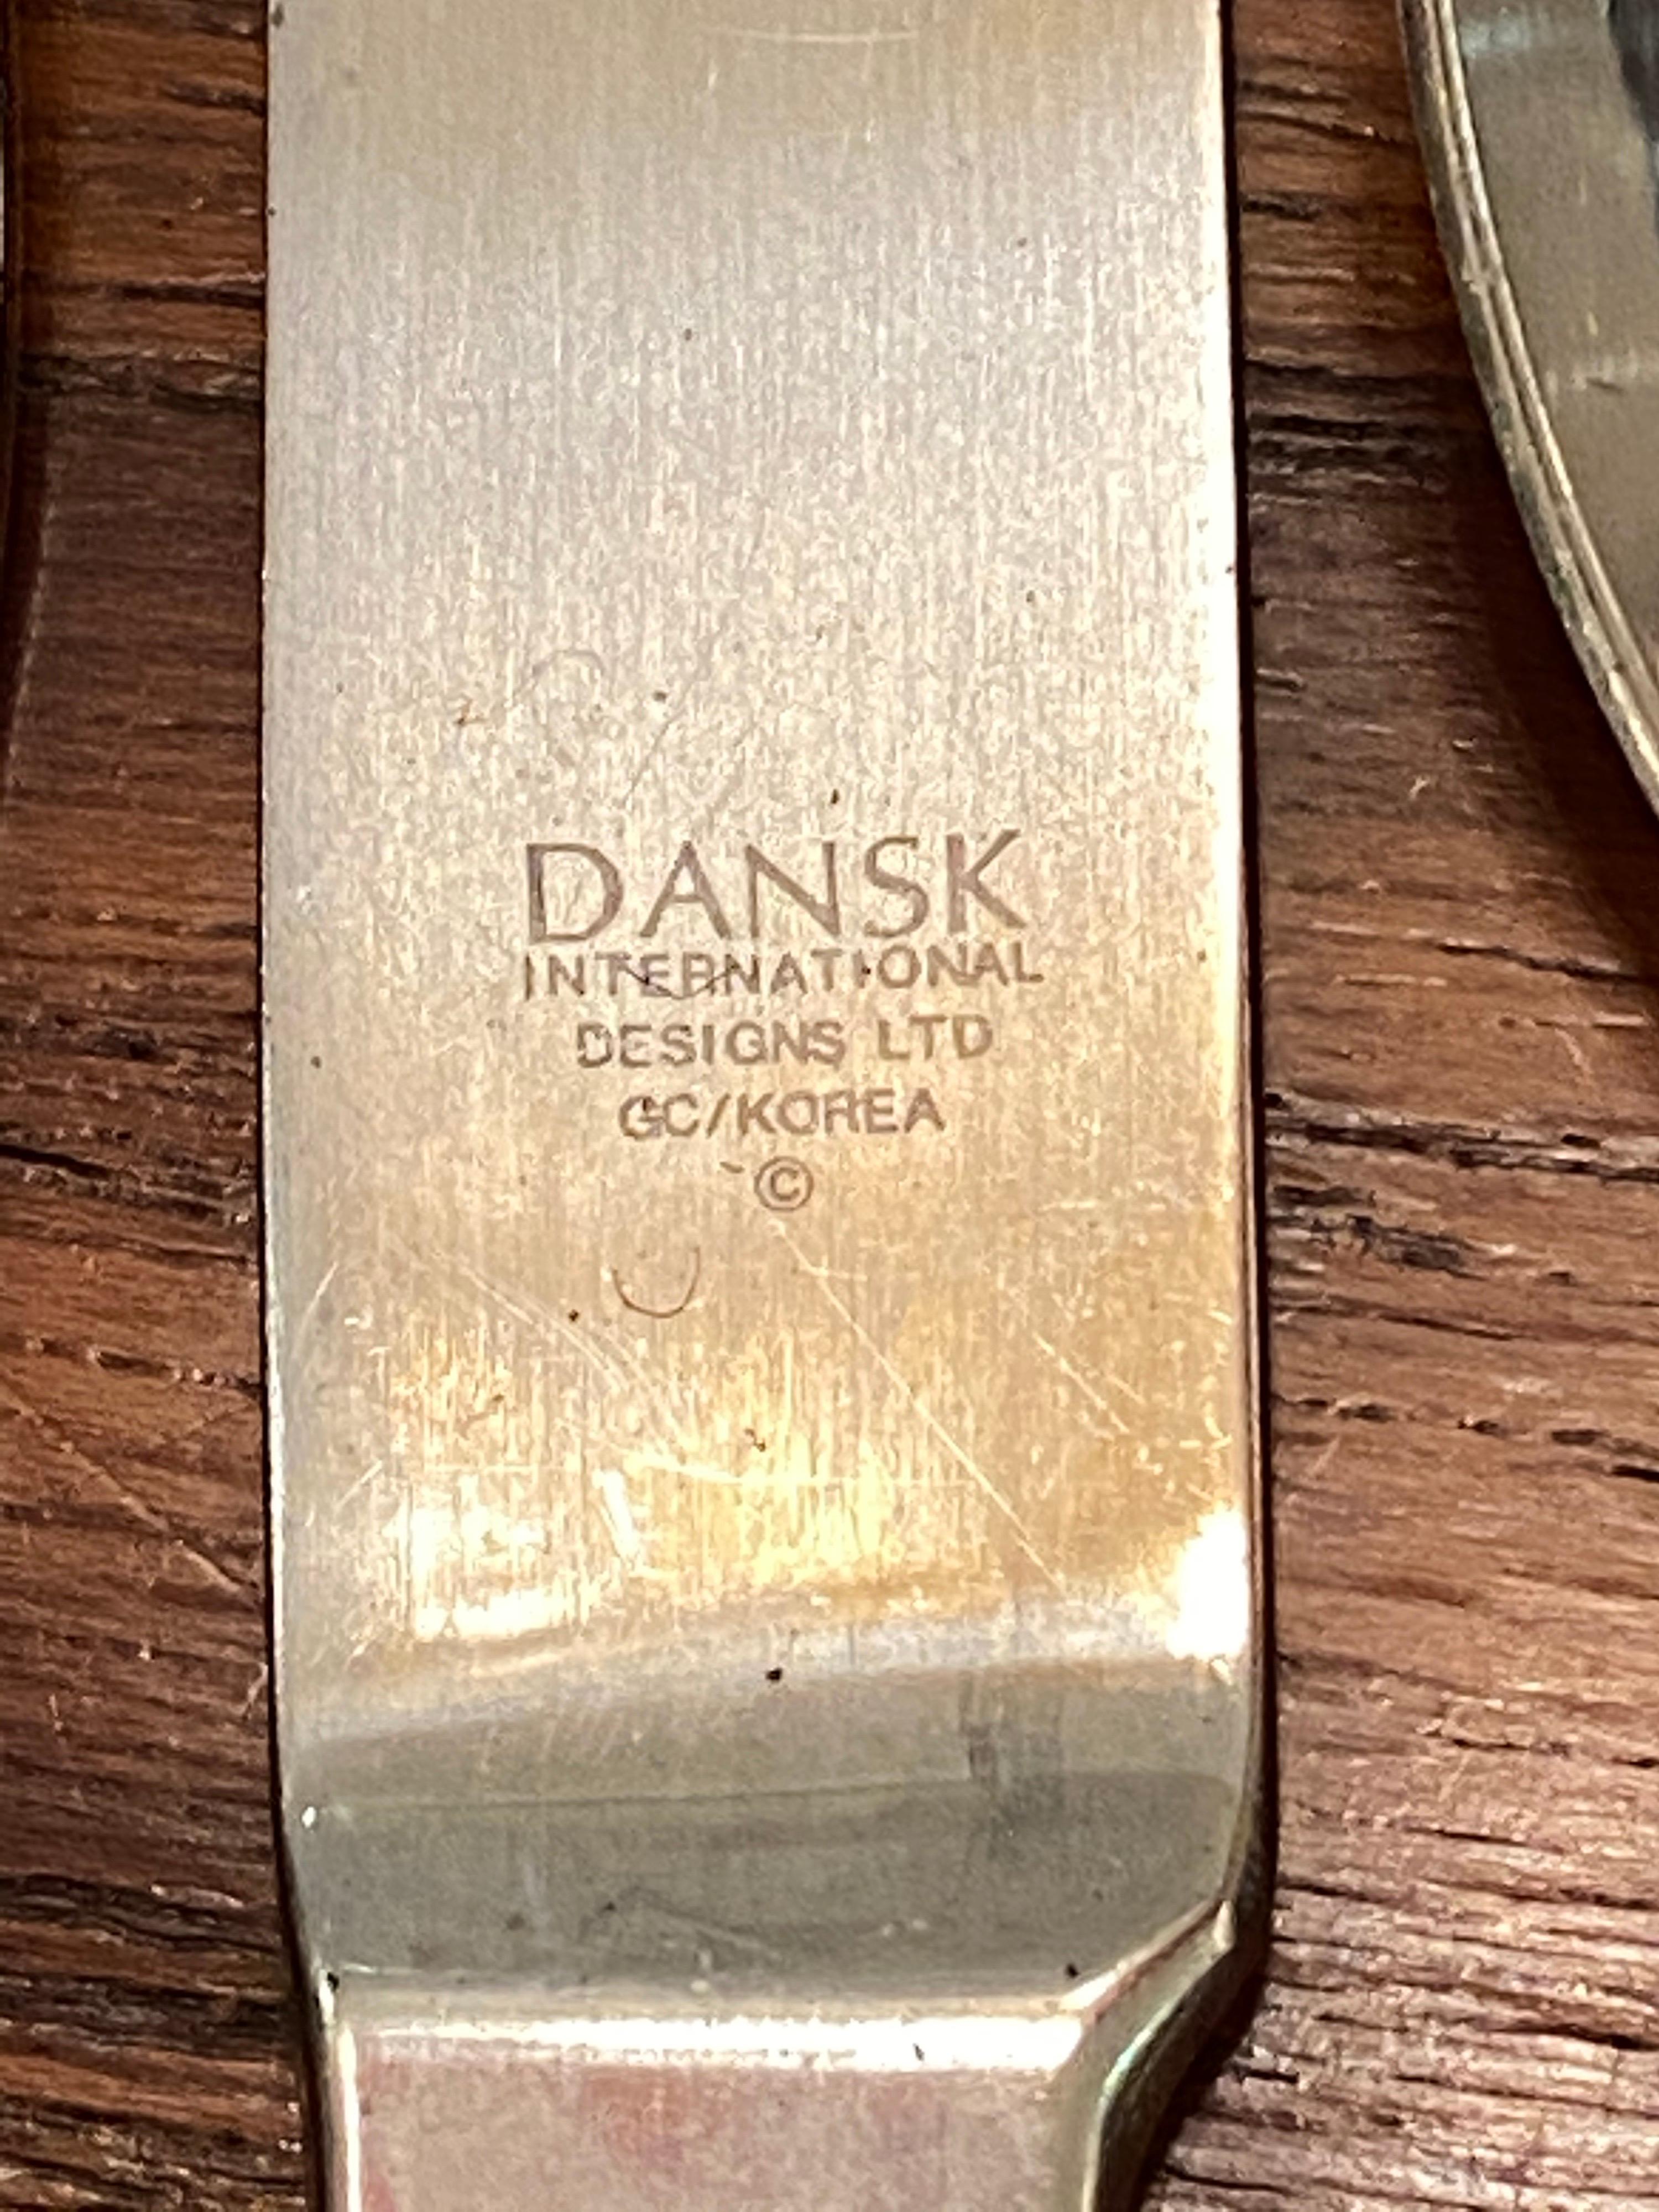 DANSK
INTERNATIONAL
DESIGNS LTD
GC/KOREA
©